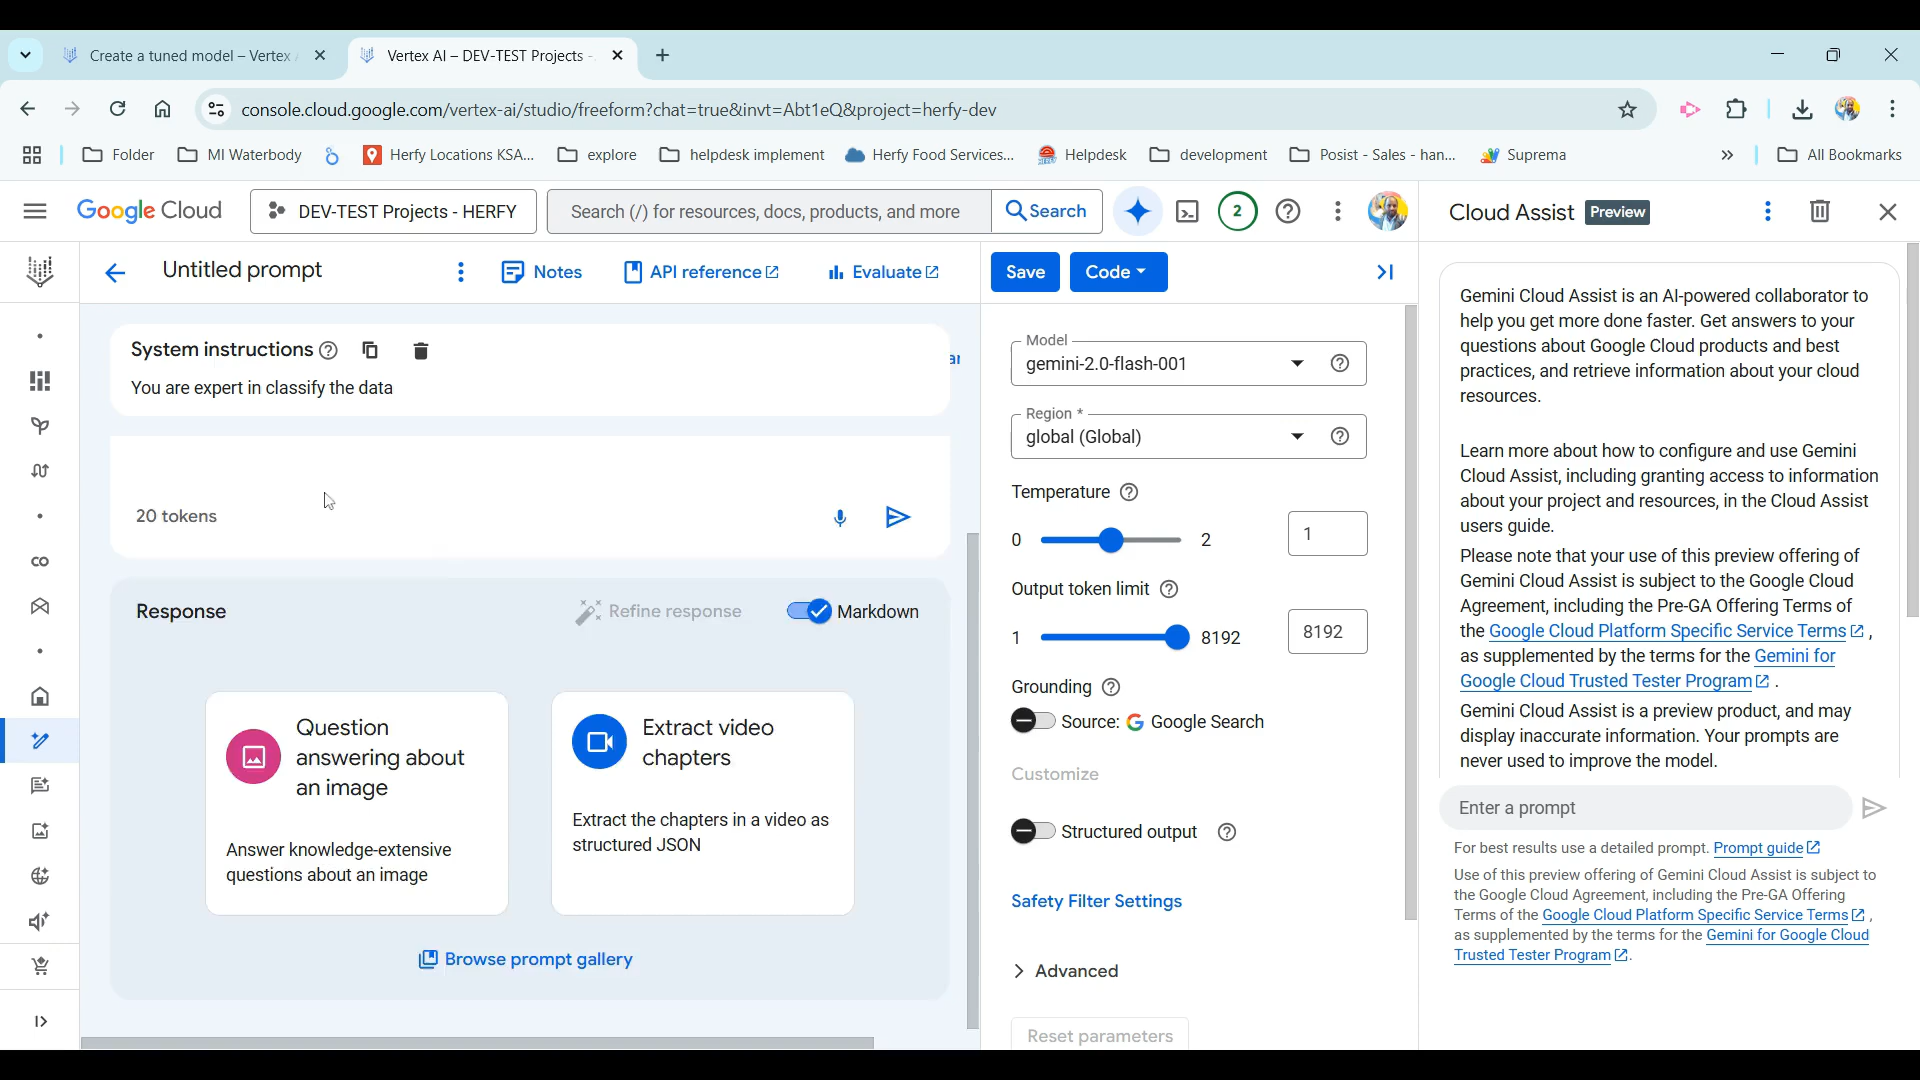 Create a tuned model – Vertex
Vertex AI – DEV-TEST Projects -
console.cloud.google.com/vertex-ai/studio/freeform?chat=true&invt=Abt1eQ&project=herfy-dev
Folder
MI Waterbody
Herfy Locations KSA...
explore
helpdesk implement
Herfy Food Services...
Helpdesk
development
Posist - Sales - han...
Suprema
All Bookmarks
Google Cloud
DEV-TEST Projects - HERFY
Search (/) for resources, docs, products, and more
Search
2
Untitled prompt
Notes
API reference
Evaluate
System instructions
You are expert in classify the data
20 tokens
Response
Refine response
Markdown
Question
answering about
an image
Answer knowledge-extensive
questions about an image
Extract video
chapters
Extract the chapters in a video as
structured JSON
Browse prompt gallery
Save
Code
Model
gemini-2.0-flash-001
Region *
global (Global)
Temperature
0
2
1
Output token limit
1
8192
8192
Grounding
Source: Google Search
Customize
Structured output
Safety Filter Settings
Advanced
Reset parameters
Cloud Assist Preview
Gemini Cloud Assist is an AI-powered collaborator to
help you get more done faster. Get answers to your
questions about Google Cloud products and best
practices, and retrieve information about your cloud
resources.
Learn more about how to configure and use Gemini
Cloud Assist, including granting access to information
about your project and resources, in the Cloud Assist
users guide.
Please note that your use of this preview offering of
Gemini Cloud Assist is subject to the Google Cloud
Agreement, including the Pre-GA Offering Terms of
the Google Cloud Platform Specific Service Terms ,
as supplemented by the terms for the Gemini for
Google Cloud Trusted Tester Program .
Gemini Cloud Assist is a preview product, and may
display inaccurate information. Your prompts are
never used to improve the model.
Enter a prompt
For best results use a detailed prompt. Prompt guide
Use of this preview offering of Gemini Cloud Assist is subject to
the Google Cloud Agreement, including the Pre-GA Offering
Terms of the Google Cloud Platform Specific Service Terms ,
as supplemented by the terms for the Gemini for Google Cloud
Trusted Tester Program .